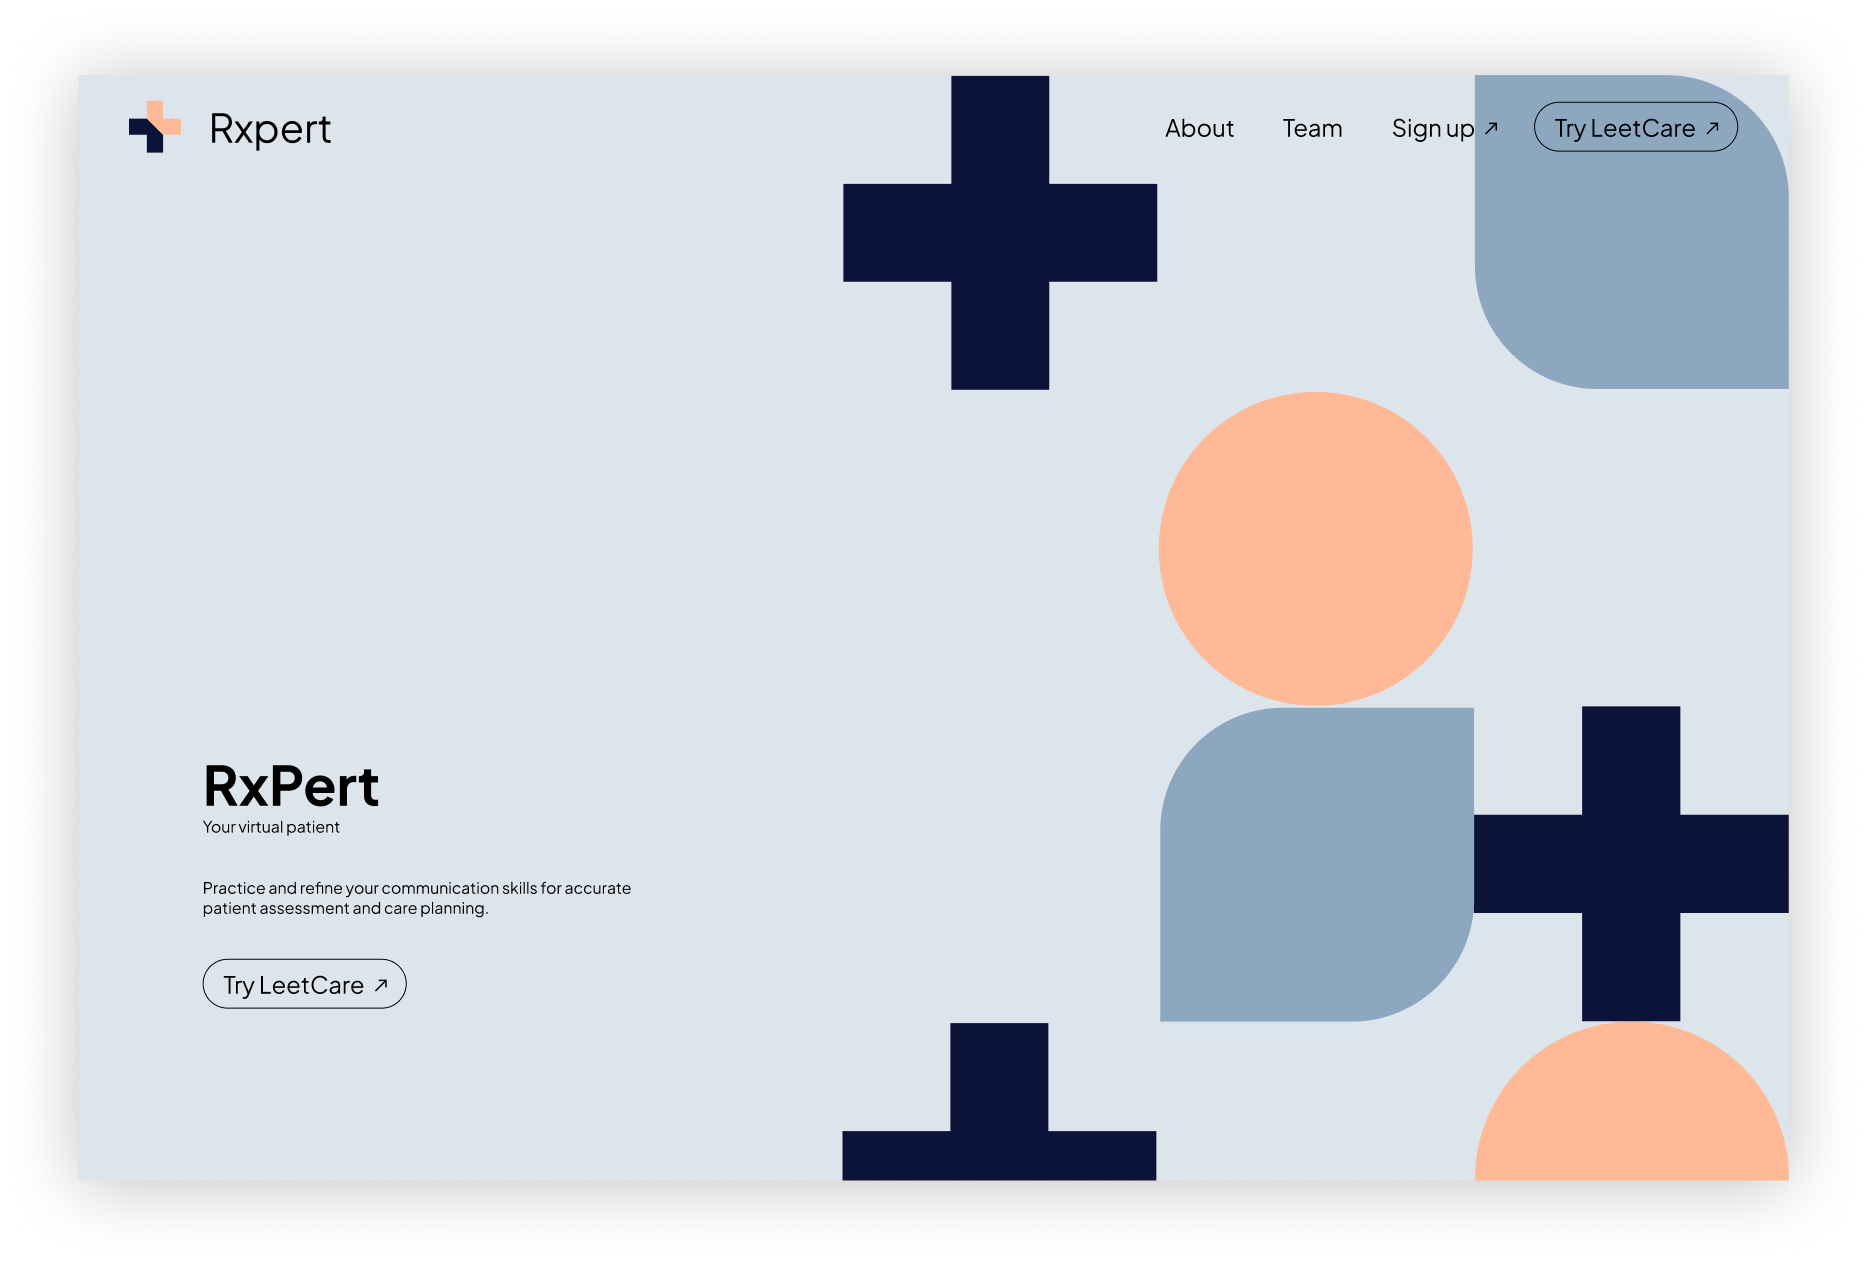 Rxpert
About
Team
Sign up
Try LeetCare
RxPert
Your virtual patient
Practice and refine your communication skills for accurate
patient assessment and care planning.
Try LeetCare